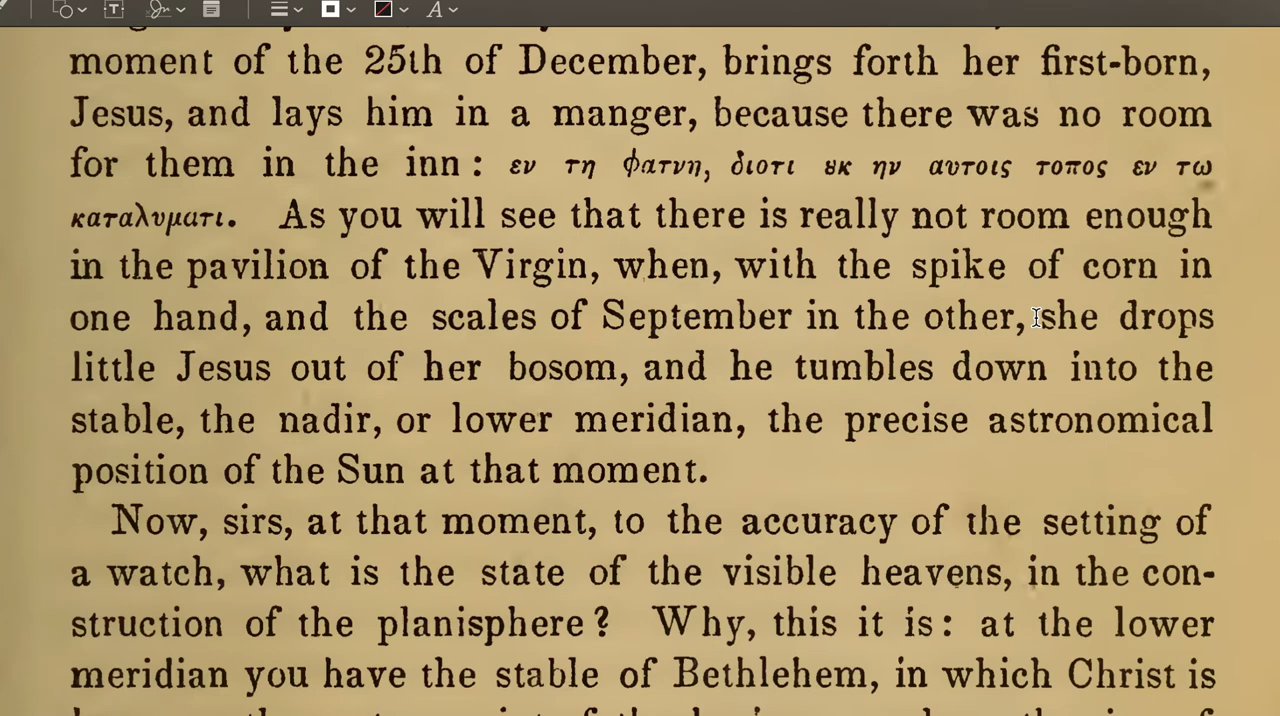 moment of the 25th of December, brings forth her first-born,
Jesus, and lays him in a manger, because there was no room
for them in the inn: εν τη φατνη, διοτι ȣκ ην αυτοις τοπος εν τω
καταλυματι. As you will see that there is really not room enough
in the pavilion of the Virgin, when, with the spike of corn in
one hand, and the scales of September in the other, she drops
little Jesus out of her bosom, and he tumbles down into the
stable, the nadir, or lower meridian, the precise astronomical
position of the Sun at that moment.
Now, sirs, at that moment, to the accuracy of the setting of
a watch, what is the state of the visible heavens, in the con-
struction of the planisphere? Why, this it is: at the lower
meridian you have the stable of Bethlehem, in which Christ is